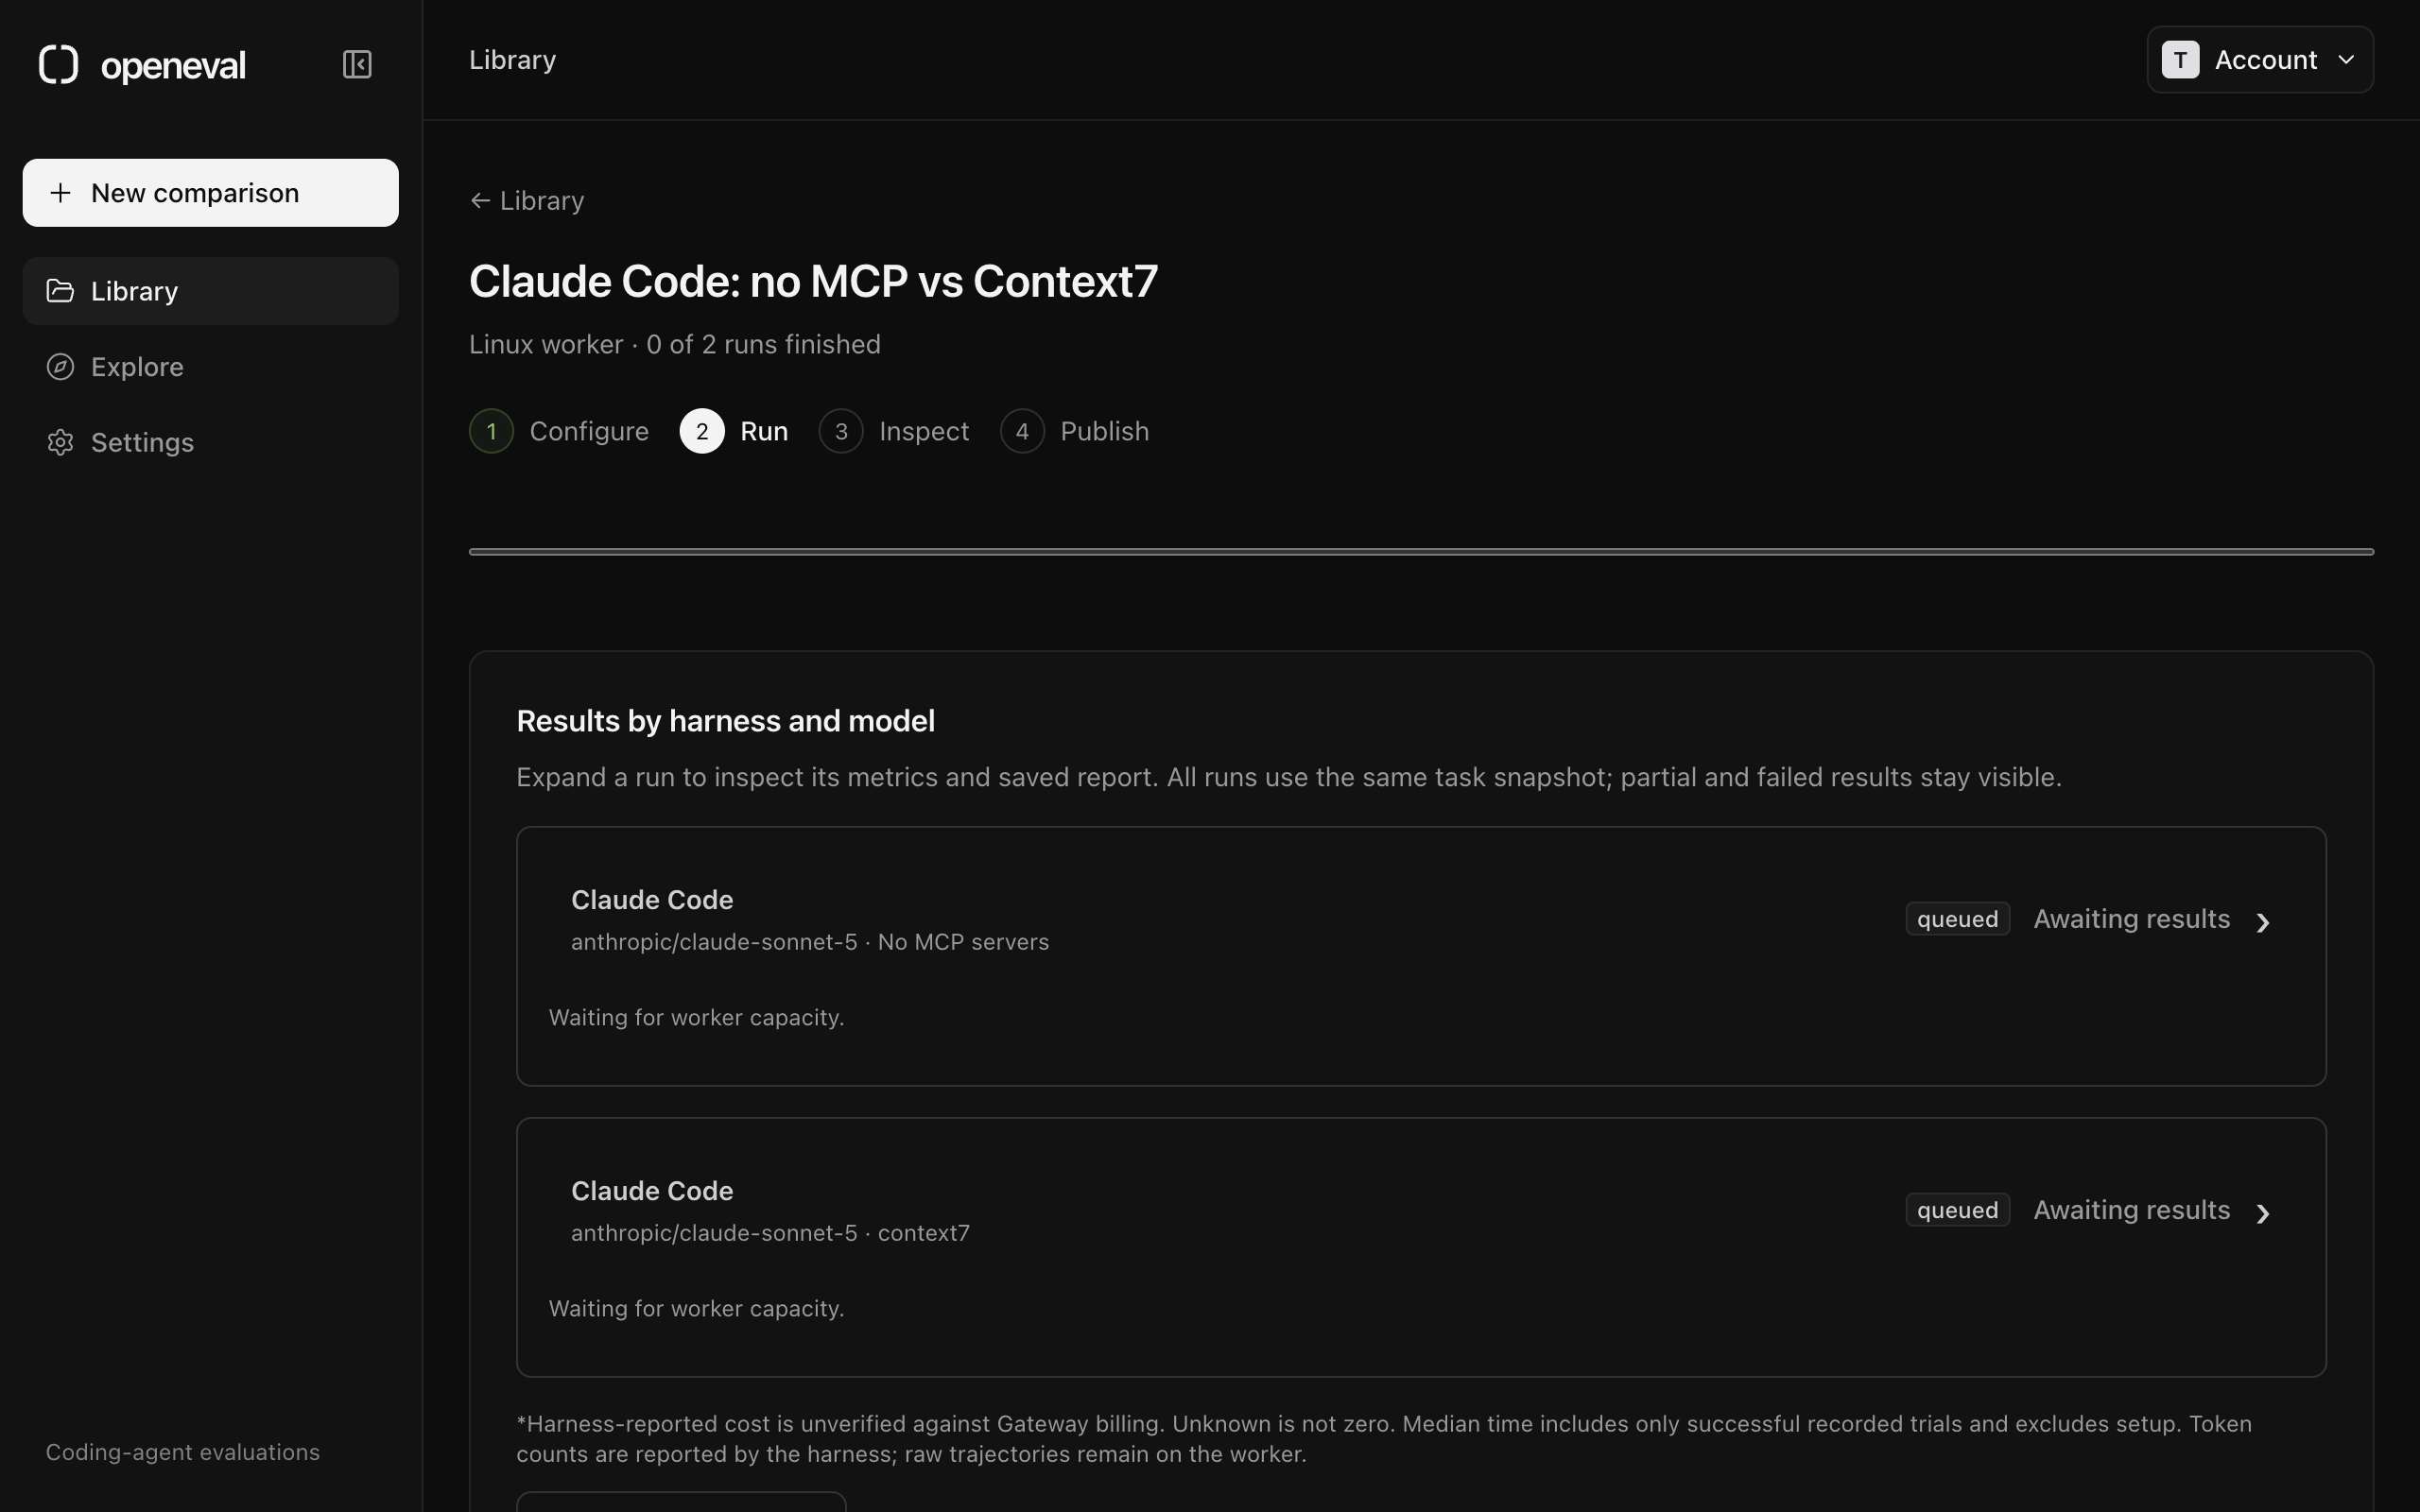 openeval
New comparison
Library
Explore
Settings
Coding-agent evaluations
Library
T Account
← Library
Claude Code: no MCP vs Context7
Linux worker · 0 of 2 runs finished
1 Configure 2 Run 3 Inspect 4 Publish
Results by harness and model
Expand a run to inspect its metrics and saved report. All runs use the same task snapshot; partial and failed results stay visible.
Claude Code
anthropic/claude-sonnet-5 · No MCP servers
queued Awaiting results
Waiting for worker capacity.
Claude Code
anthropic/claude-sonnet-5 · context7
queued Awaiting results
Waiting for worker capacity.
*Harness-reported cost is unverified against Gateway billing. Unknown is not zero. Median time includes only successful recorded trials and excludes setup. Token
counts are reported by the harness; raw trajectories remain on the worker.